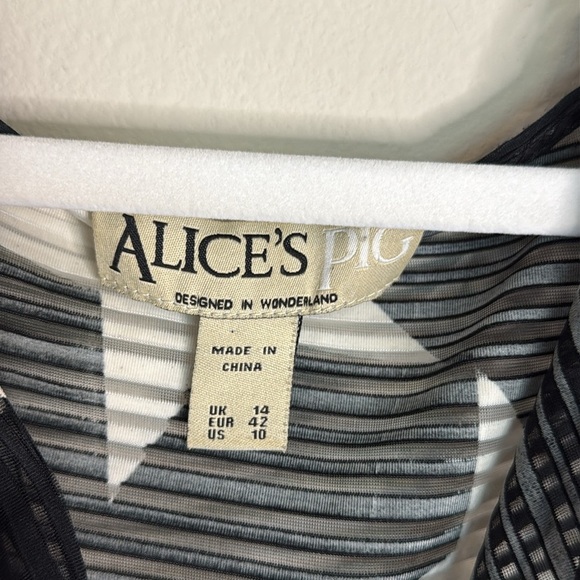 ALICE'S PiG
DESIGNED IN WONDERLAND
MADE IN
CHINA
UK 14
EUR 42
US 10